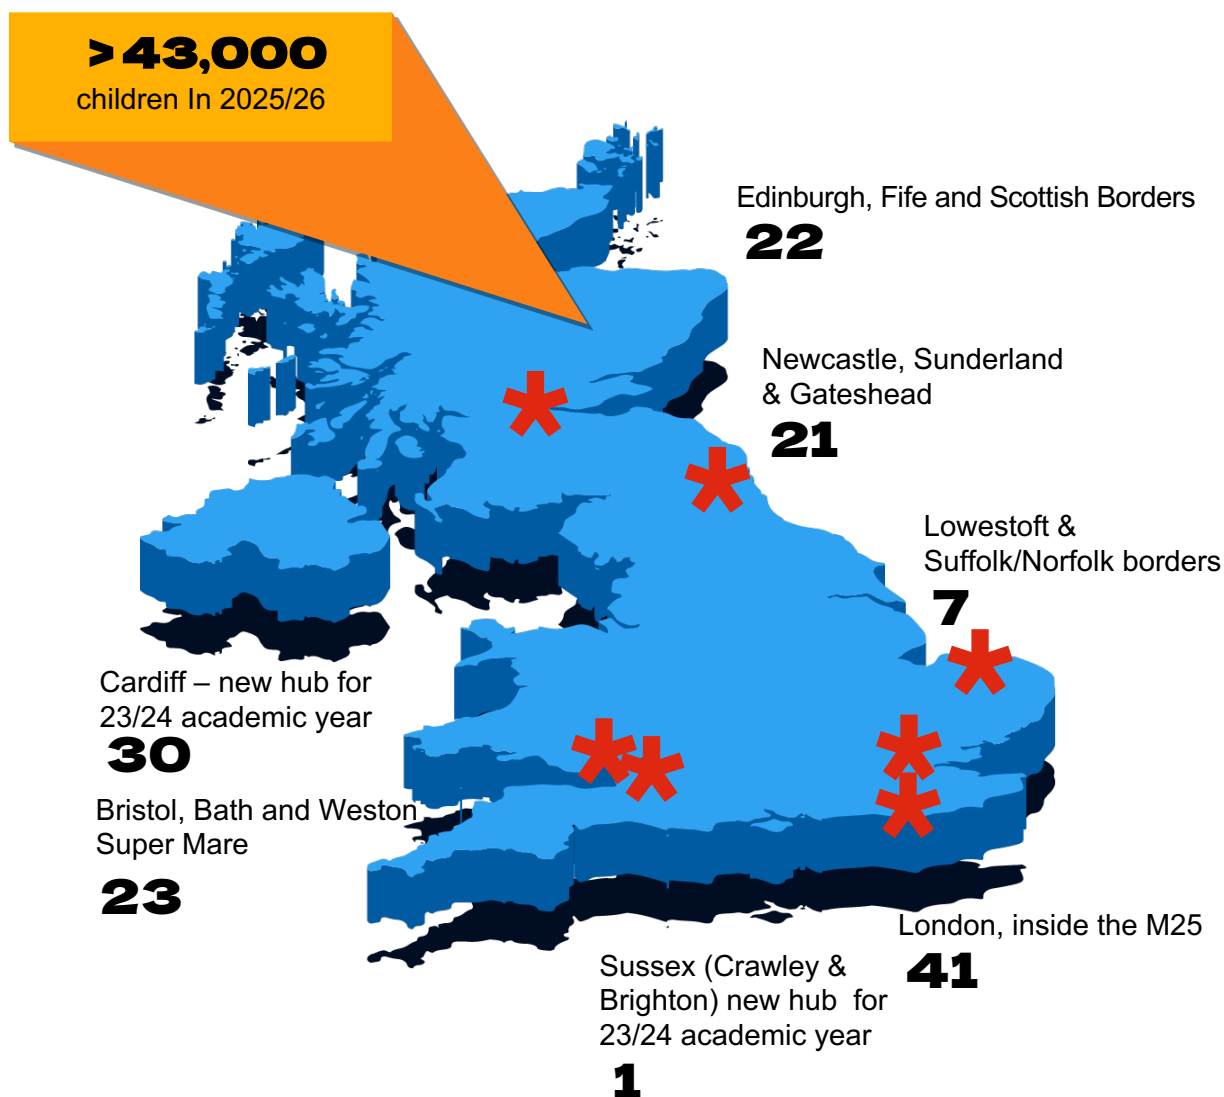 >43,000
children In 2025/26
Edinburgh, Fife and Scottish Borders
22
Newcastle, Sunderland
& Gateshead
21
Lowestoft &
Suffolk/Norfolk borders
7
Cardiff – new hub for
23/24 academic year
30
Bristol, Bath and Weston
Super Mare
23
London, inside the M25
41
Sussex (Crawley &
Brighton) new hub for
23/24 academic year
1